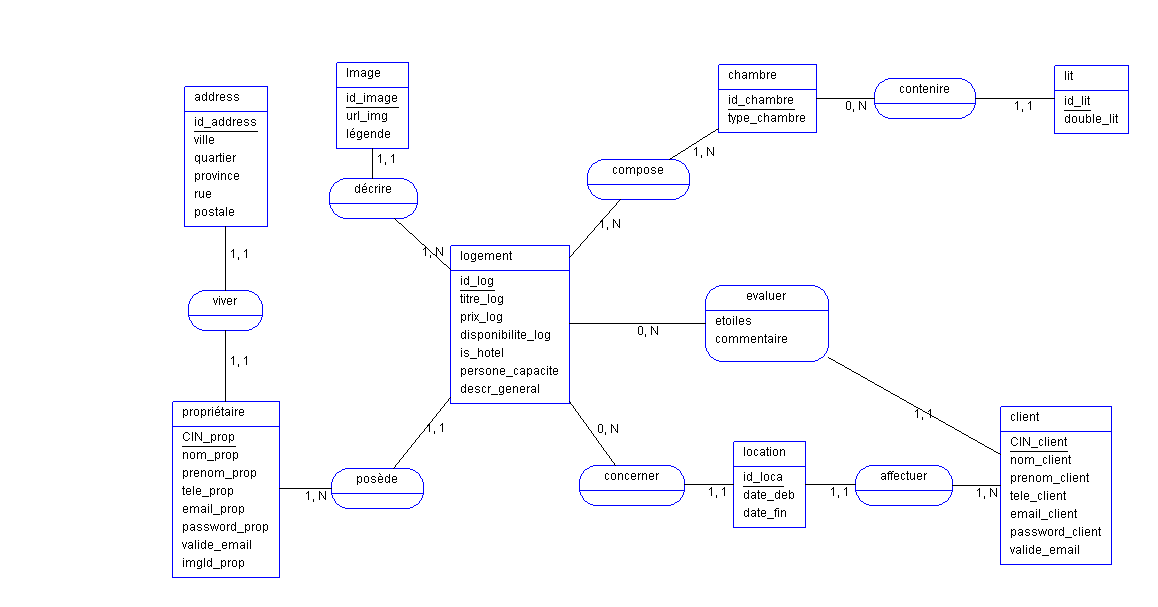 address
id_address
ville
quartier
province
rue
postale
1, 1
viver
1, 1
propriétaire
CIN_prop
nom_prop
prenom_prop
tele_prop
email_prop
password_prop
valide_email
imgId_prop
1, N
posède
1, 1
Image
id_image
url_img
légende
1, 1
décrire
1, N
logement
id_log
titre_log
prix_log
disponibilite_log
is_hotel
persone_capacite
descr_general
1, N
compose
1, N
chambre
id_chambre
type_chambre
0, N
contenire
1, 1
lit
id_lit
double_lit
0, N
evaluer
etoiles
commentaire
1,1
0, N
concerner
1, 1
location
id_loca
date_deb
date_fin
1, 1
affectuer
1, N
client
CIN_client
nom_client
prenom_client
tele_client
email_client
password_client
valide_email